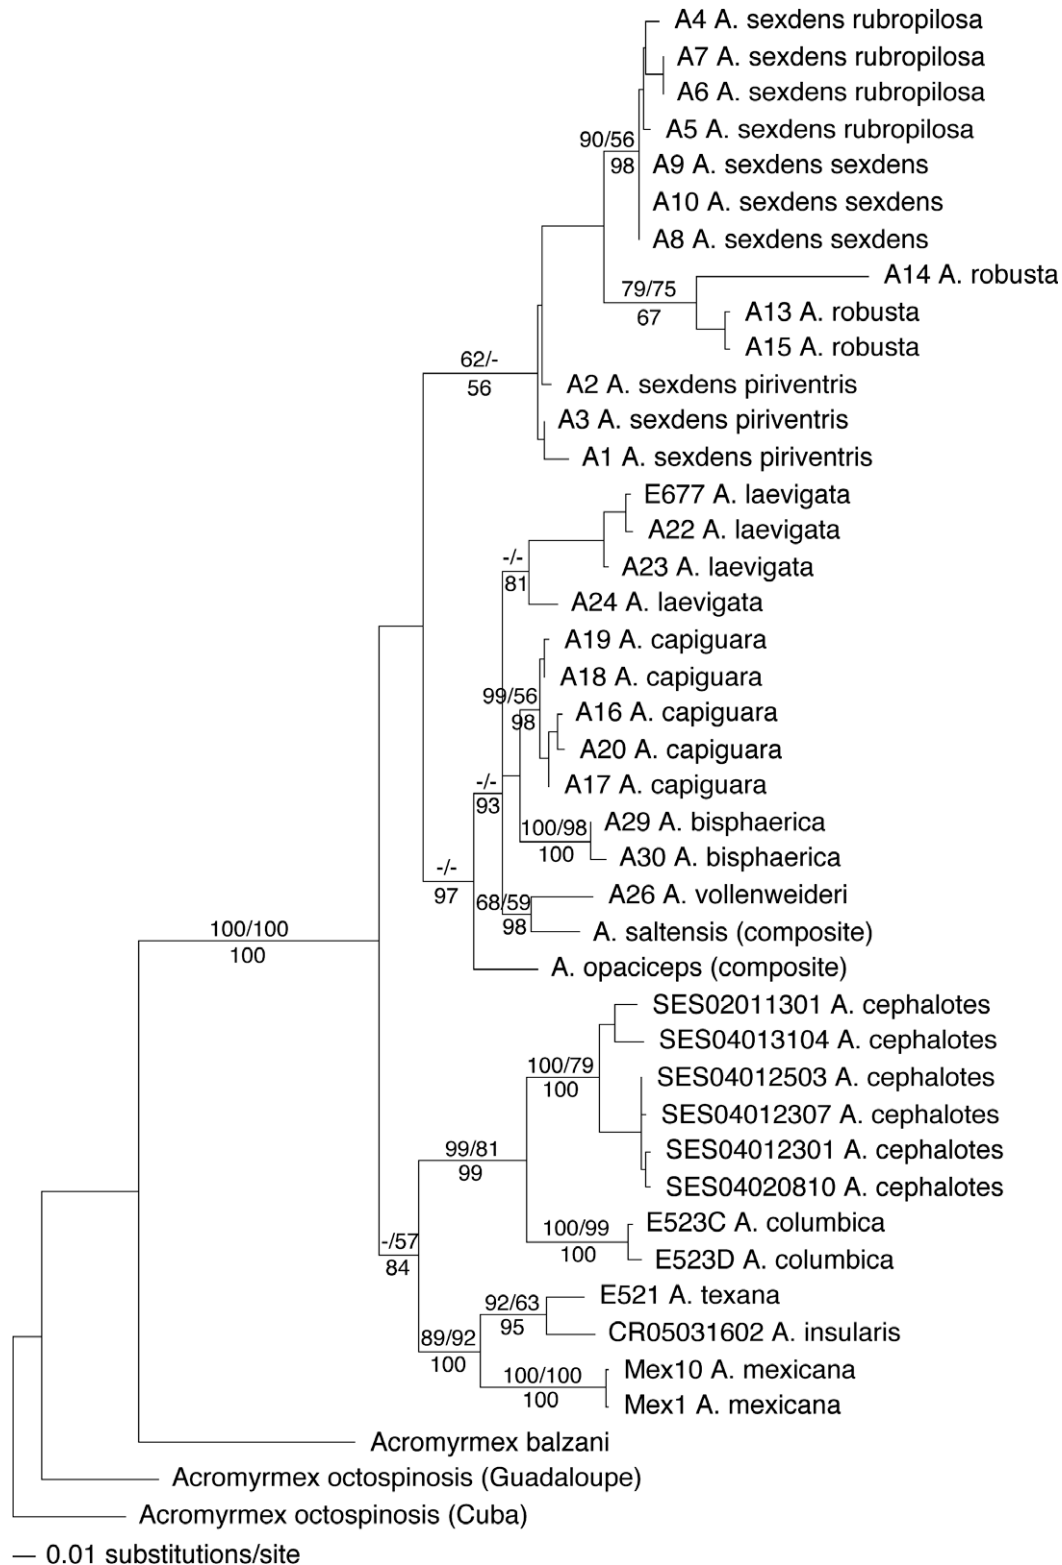 A4 A. sexdens rubropilosa
A7 A. sexdens rubropilosa
A6 A. sexdens rubropilosa
A5 A. sexdens rubropilosa
90/56
98
A9 A. sexdens sexdens
A10 A. sexdens sexdens
A8 A. sexdens sexdens
A14 A. robusta
79/75
67
A13 A. robusta
A15 A. robusta
62/-
56
A2 A. sexdens piriventris
A3 A. sexdens piriventris
A1 A. sexdens piriventris
E677 A. laevigata
A22 A. laevigata
-/-
81
A23 A. laevigata
A24 A. laevigata
A19 A. capiguara
A18 A. capiguara
99/56
98
A16 A. capiguara
A20 A. capiguara
A17 A. capiguara
-/-
93
100/98
100
A29 A. bisphaerica
A30 A. bisphaerica
-/-
97
68/59
98
A26 A. vollenweideri
A. saltensis (composite)
100/100
100
A. opaciceps (composite)
SES02011301 A. cephalotes
SES04013104 A. cephalotes
100/79
100
SES04012503 A. cephalotes
SES04012307 A. cephalotes
SES04012301 A. cephalotes
99/81
99
SES04020810 A. cephalotes
E523C A. columbica
100/99
100
E523D A. columbica
-/57
84
E521 A. texana
92/63
95
CR05031602 A. insularis
89/92
100
Mex10 A. mexicana
100/100
100
Mex1 A. mexicana
Acromyrmex balzani
Acromyrmex octospinosis (Guadaloupe)
Acromyrmex octospinosis (Cuba)
0.01 substitutions/site